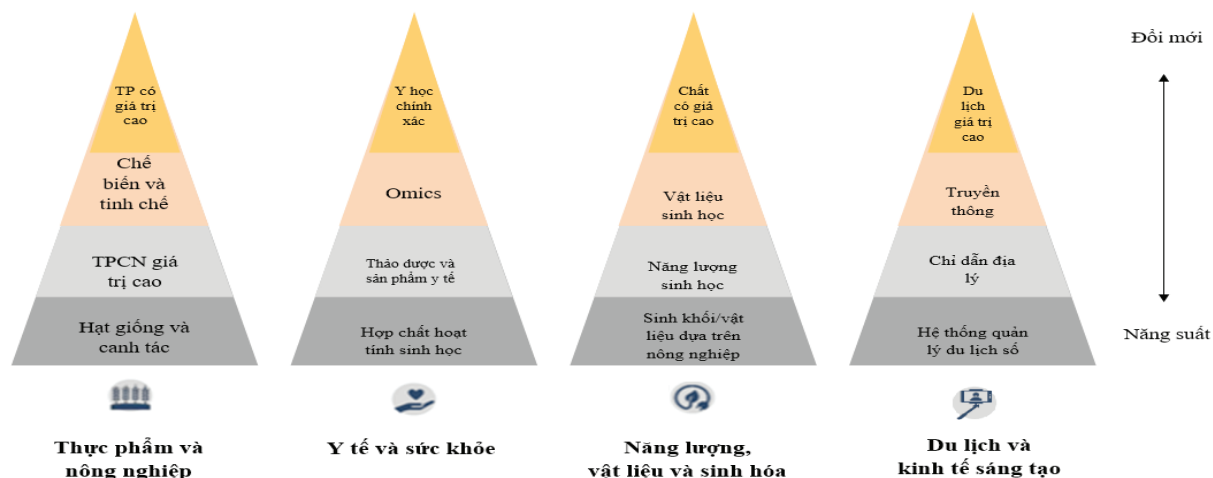 TP có
giá trị
cao
Chế
biến và
tinh chế
TPCN giá
trị cao
Hạt giống và
canh tác
Thực phẩm và
nông nghiệp
Y học
chính
xác
Omics
Thảo dược và
sản phẩm y tế
Hợp chất hoạt
tính sinh học
Y tế và sức khỏe
Chất
có giá
trị cao
Vật liệu
sinh học
Năng lượng
sinh học
Sinh khối/vật
liệu dựa trên
nông nghiệp
Năng lượng,
vật liệu và sinh hóa
Du
lịch
giá trị
cao
Truyền
thông
Chỉ dẫn địa
lý
Hệ thống quản
lý du lịch số
Du lịch và
kinh tế sáng tạo
Đổi mới
Năng suất